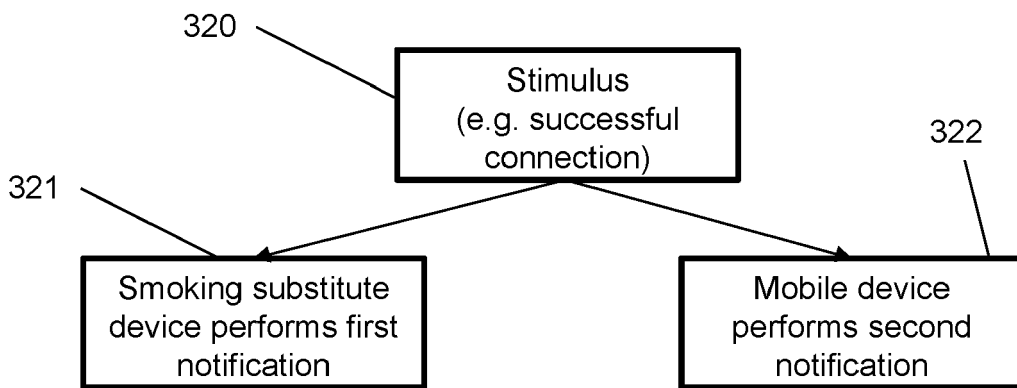 320
Stimulus
(e.g. successful
connection)
322
321
Smoking substitute
device performs first
notification
Mobile device
performs second
notification